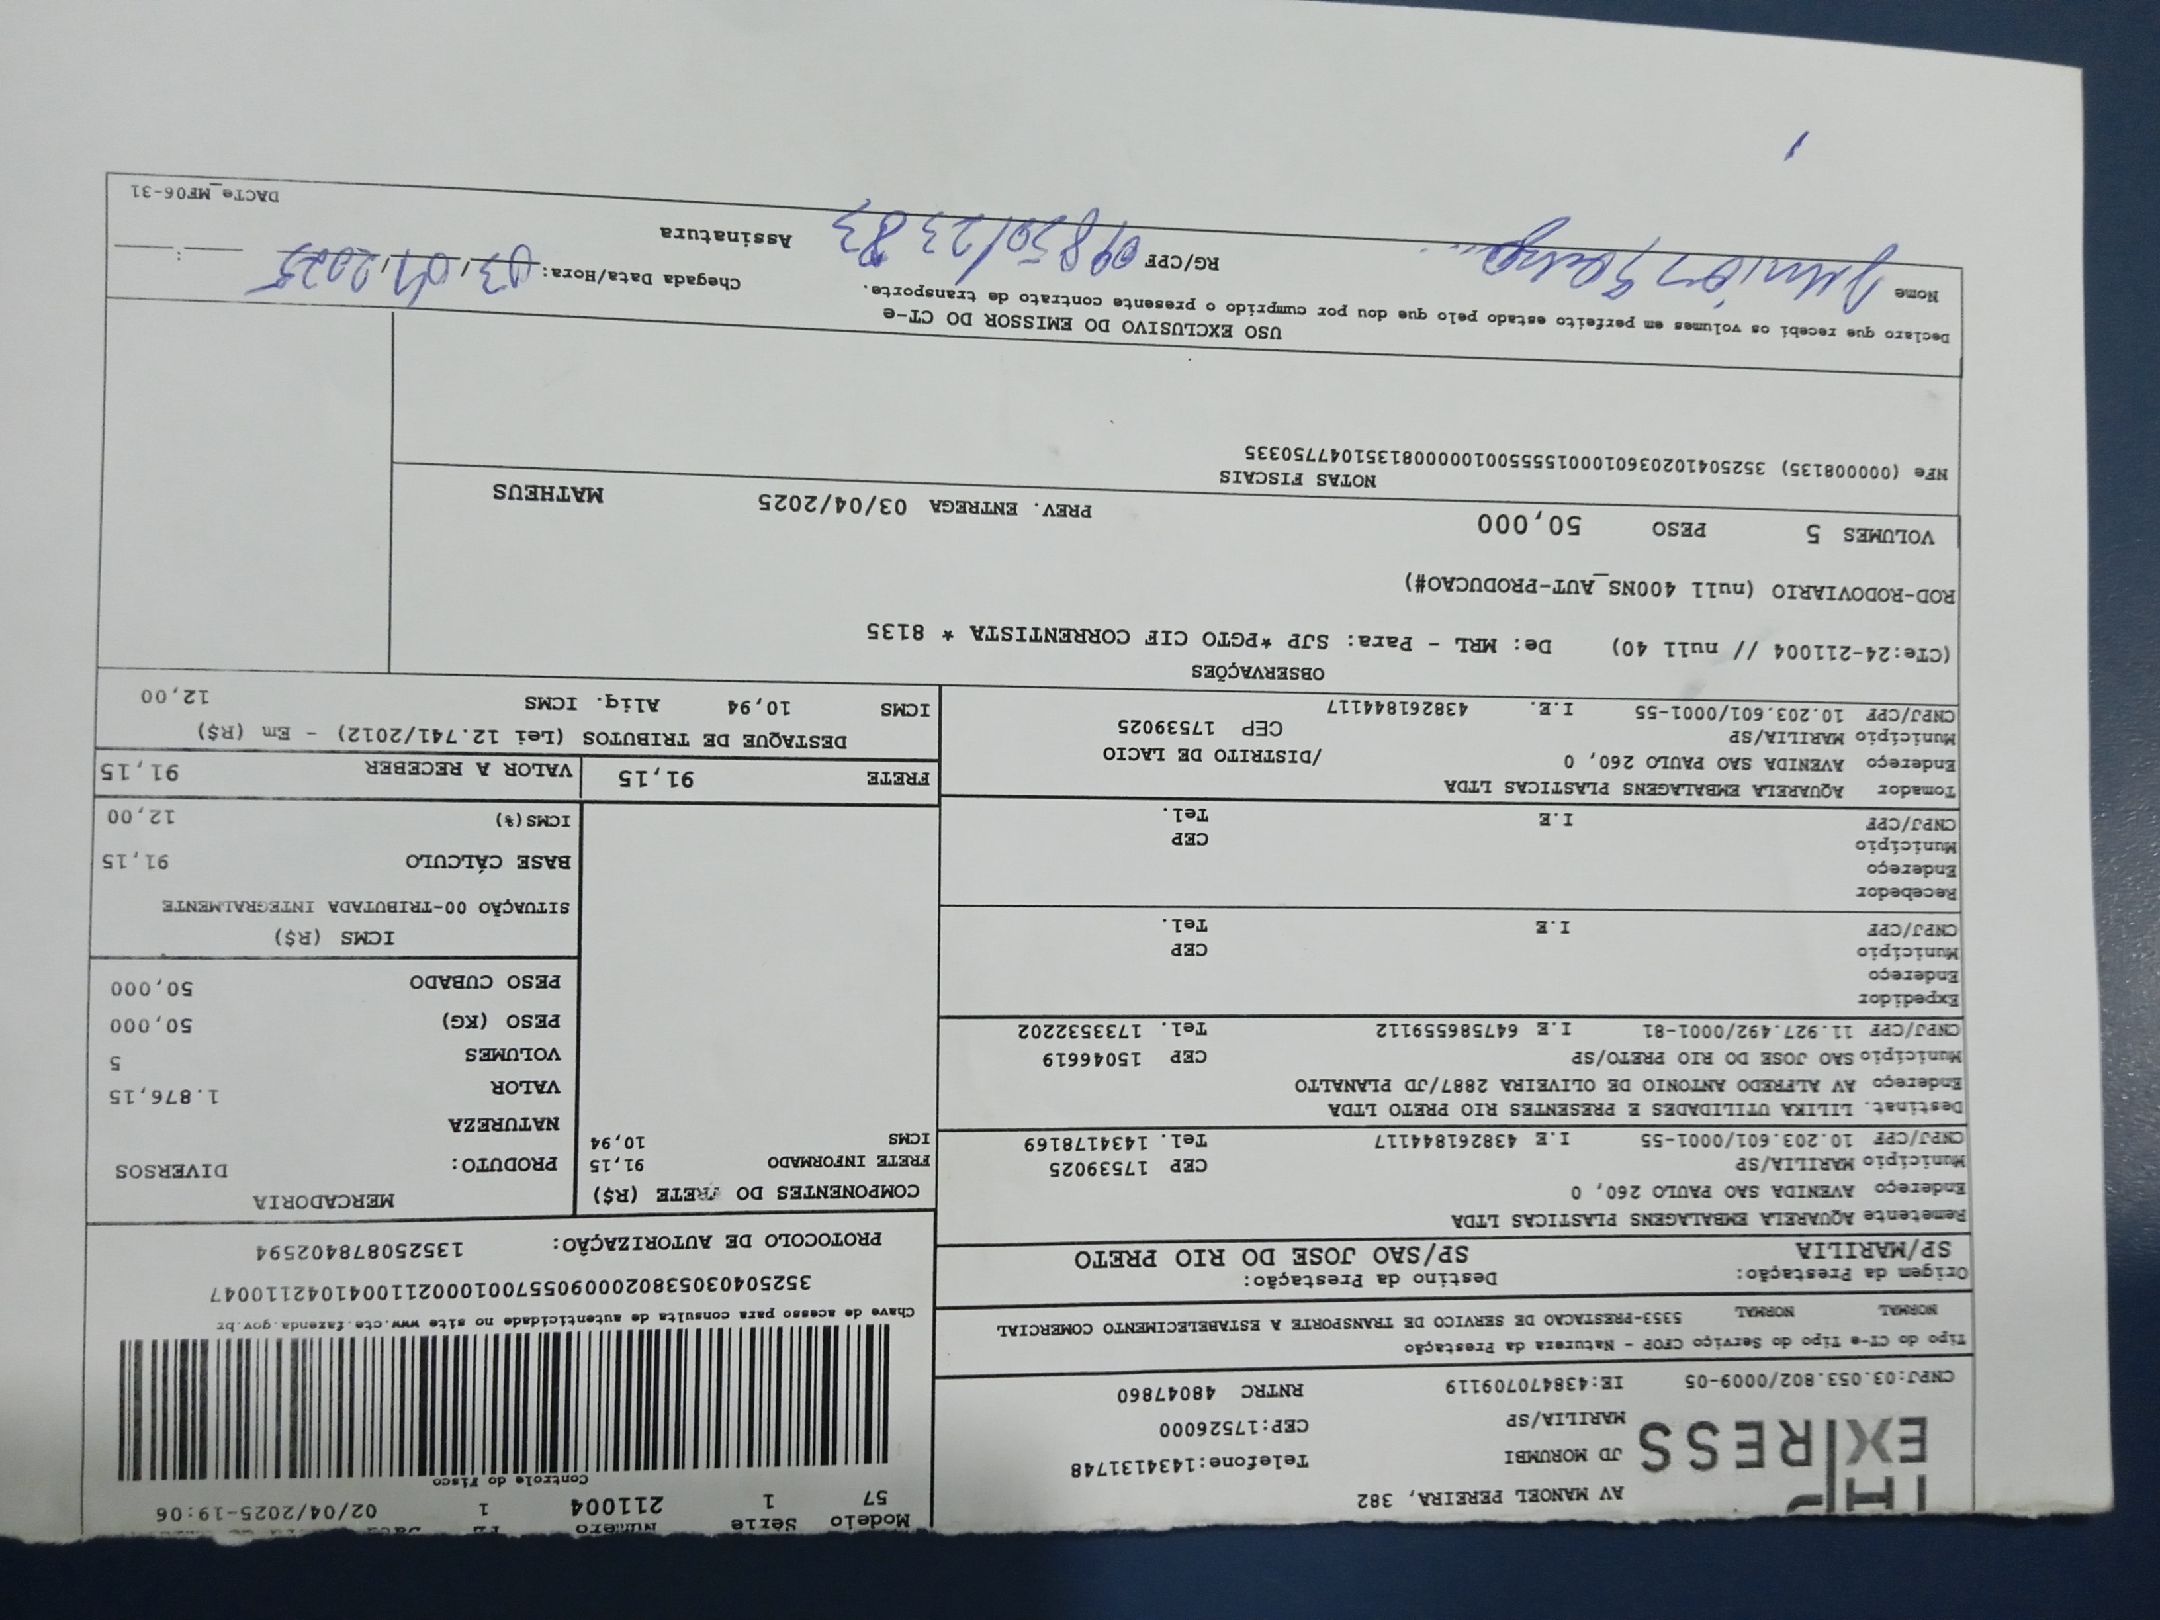 Modelo Série Número FL Data
57 1 211004 1 02/04/2025-19:06
Controle do Fisco
EXPRESS
AV MANOEL PEREIRA, 382
JD MORUMBI Telefone:1434131748
MARILIA/SP CEP:17526000
CNPJ:03.053.802/0009-05 IE:438470709119 RNTRC 48047860
Chave de acesso para consulta de autenticidade no site www.cte.fazenda.gov.br
35250403053802000905570010002110041042110047
PROTOCOLO DE AUTORIZAÇÃO: 135250878402594
Tipo do CT-e Tipo do Serviço CFOP - Natureza da Prestação
NORMAL NORMAL 5353-PRESTACAO DE SERVICO DE TRANSPORTE A ESTABELECIMENTO COMERCIAL
Origem da Prestação: Destino da Prestação:
SP/MARILIA SP/SAO JOSE DO RIO PRETO
Remetente AQUARELA EMBALAGENS PLASTICAS LTDA
Endereço AVENIDA SAO PAULO 260, 0
Município MARILIA/SP CEP 17539025
CNPJ/CPF 10.203.601/0001-55 I.E 438261844117 Tel. 1434178169
Destinat. LILIKA UTILIDADES E PRESENTES RIO PRETO LTDA
Endereço AV ALFREDO ANTONIO DE OLIVEIRA 2887/JD PLANALTO
Município SAO JOSE DO RIO PRETO/SP CEP 15046619
CNPJ/CPF 11.927.492/0001-81 I.E 647586559112 Tel. 1733532202
Expedidor
Endereço
Município CEP
CNPJ/CPF I.E Tel.
Recebedor
Endereço
Município CEP
CNPJ/CPF I.E Tel.
Tomador AQUARELA EMBALAGENS PLASTICAS LTDA
Endereço AVENIDA SAO PAULO 260, 0 /DISTRITO DE LACIO
Município MARILIA/SP CEP 17539025
CNPJ/CPF 10.203.601/0001-55 I.E. 438261844117
COMPONENTES DO FRETE (R$)
FRETE INFORMADO 91,15
ICMS 10,94
MERCADORIA
PRODUTO: DIVERSOS
NATUREZA
VALOR 1.876,15
VOLUMES 5
PESO (KG) 50,000
PESO CUBADO 50,000
ICMS (R$)
SITUAÇÃO 00-TRIBUTADA INTEGRALMENTE
BASE CÁLCULO 91,15
ICMS(%) 12,00
FRETE 91,15 VALOR A RECEBER 91,15
DESTAQUE DE TRIBUTOS (Lei 12.741/2012) - Em (R$)
ICMS 10,94 Aliq. ICMS 12,00
OBSERVAÇÕES
(CTe:24-211004 // null 40) De: MRL - Para: SJP *PGTO CIF CORRENTISTA * 8135
ROD-RODOVIARIO (null 400NS_AUT-PRODUCAO#)
VOLUMES 5 PESO 50,000 PREV. ENTREGA 03/04/2025 MATHEUS
NOTAS FISCAIS
NFe (000008135) 35250410203601000155550010000081351047750335
USO EXCLUSIVO DO EMISSOR DO CT-e
Declaro que recebi os volumes em perfeito estado pelo que dou por cumprido o presente contrato de transporte.
Chegada Data/Hora: 03/04/2025 __:__
Nome RG/CPF Assinatura
DACTe_MF06-31